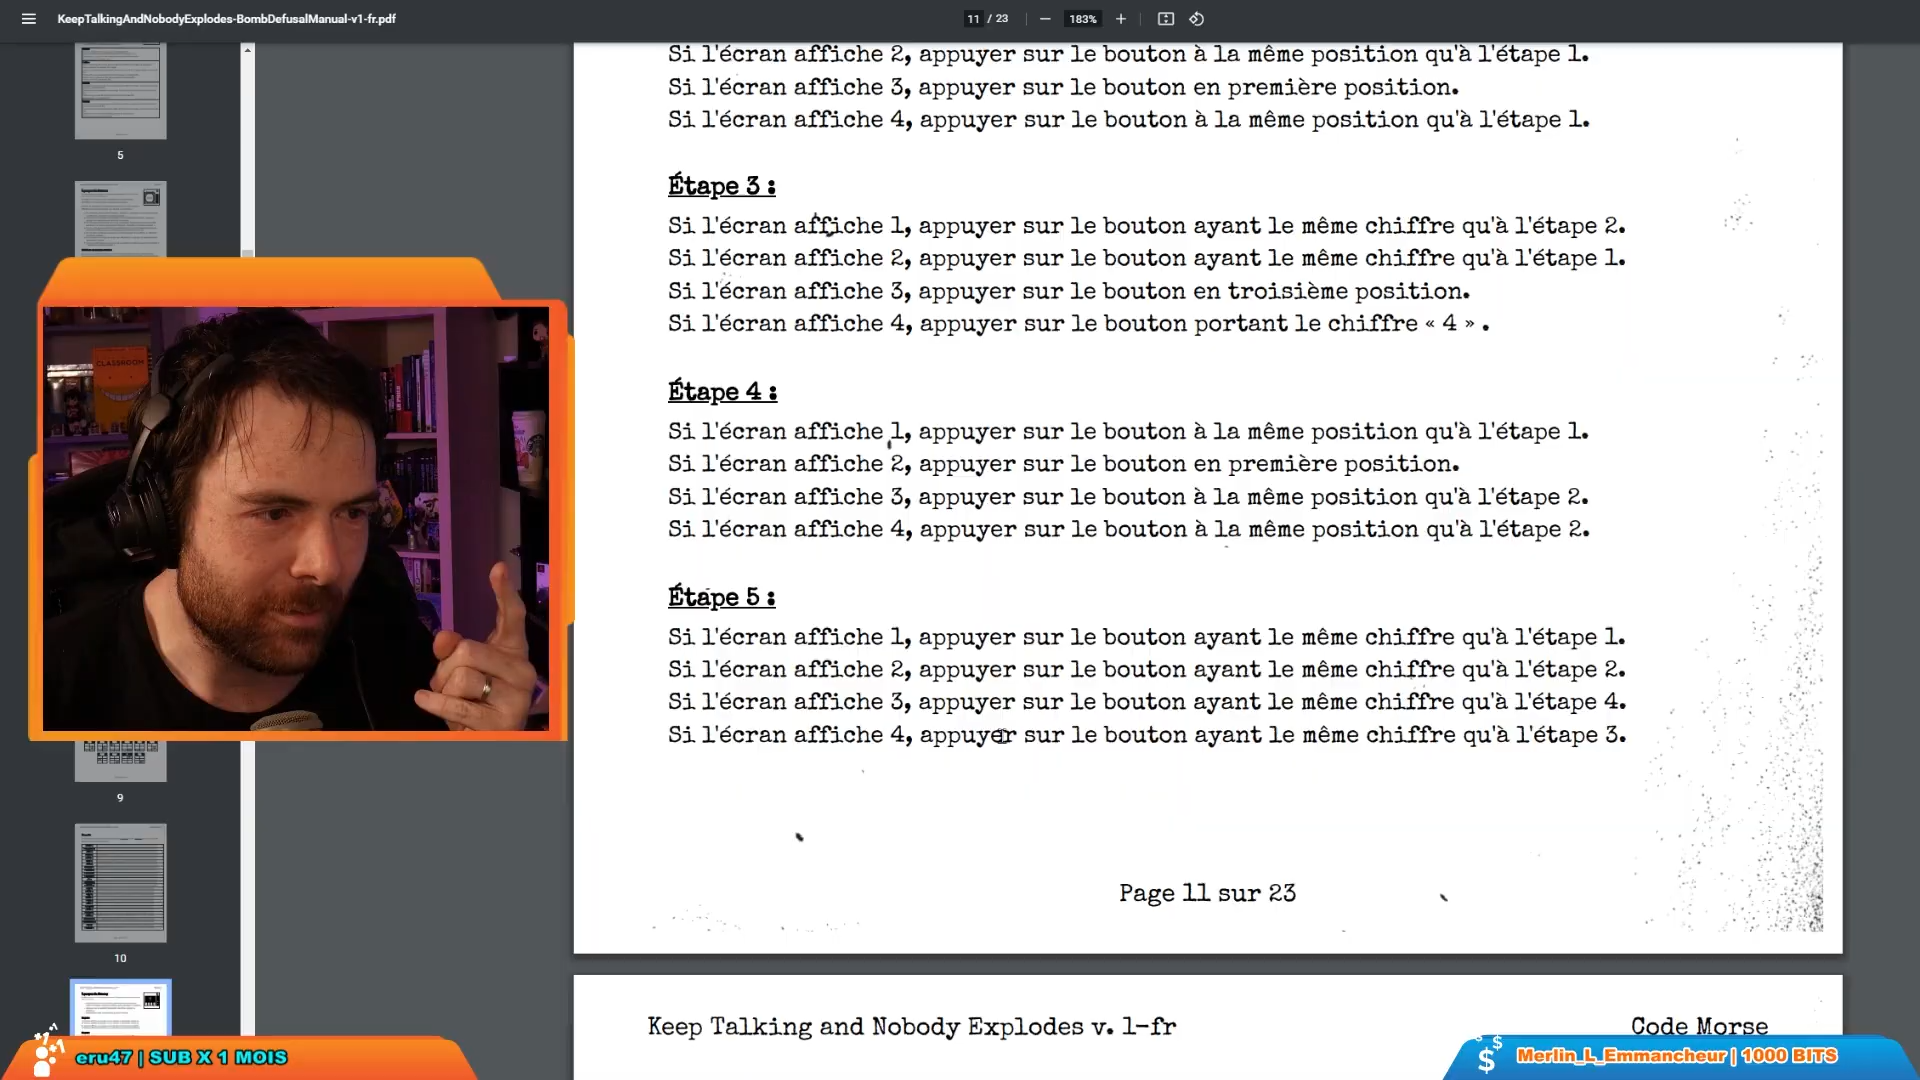 KeepTalkingAndNobodyExplodes-BombDefusalManual-v1-fr.pdf
11 / 23
183%
Si l'écran affiche 2, appuyer sur le bouton à la même position qu'à l'étape 1.
Si l'écran affiche 3, appuyer sur le bouton en première position.
Si l'écran affiche 4, appuyer sur le bouton à la même position qu'à l'étape 1.
Étape 3 :
Si l'écran affiche 1, appuyer sur le bouton ayant le même chiffre qu'à l'étape 2.
Si l'écran affiche 2, appuyer sur le bouton ayant le même chiffre qu'à l'étape 1.
Si l'écran affiche 3, appuyer sur le bouton en troisième position.
Si l'écran affiche 4, appuyer sur le bouton portant le chiffre « 4 » .
Étape 4 :
Si l'écran affiche 1, appuyer sur le bouton à la même position qu'à l'étape 1.
Si l'écran affiche 2, appuyer sur le bouton en première position.
Si l'écran affiche 3, appuyer sur le bouton à la même position qu'à l'étape 2.
Si l'écran affiche 4, appuyer sur le bouton à la même position qu'à l'étape 2.
Étape 5 :
Si l'écran affiche 1, appuyer sur le bouton ayant le même chiffre qu'à l'étape 1.
Si l'écran affiche 2, appuyer sur le bouton ayant le même chiffre qu'à l'étape 2.
Si l'écran affiche 3, appuyer sur le bouton ayant le même chiffre qu'à l'étape 4.
Si l'écran affiche 4, appuyer sur le bouton ayant le même chiffre qu'à l'étape 3.
Page 11 sur 23
Keep Talking and Nobody Explodes v. 1-fr
Code Morse
5
9
10
CLASSROOM
eru47 | SUB X 1 MOIS
Merlin_L_Emmancheur | 1000 BITS